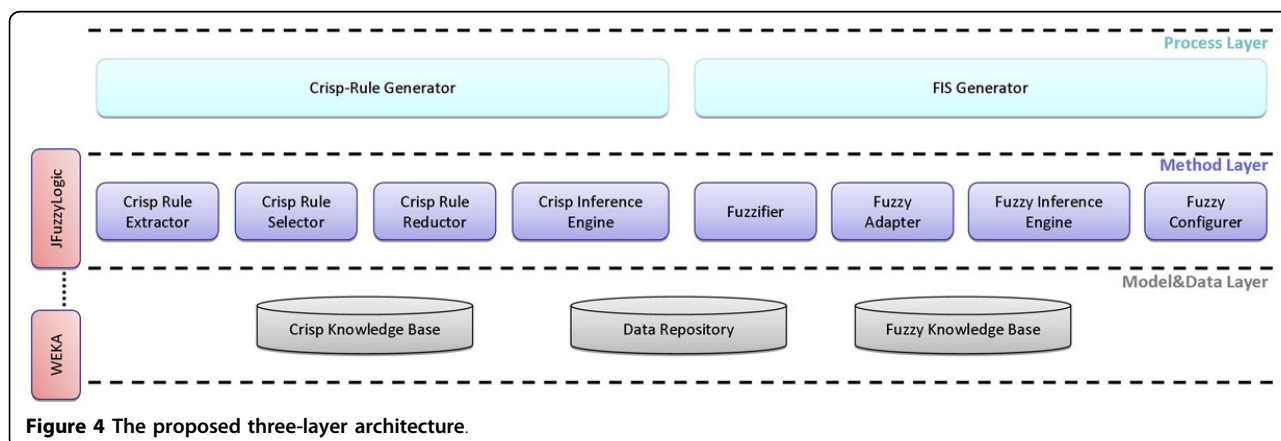 Process Layer
Crisp-Rule Generator
FIS Generator
JFuzzyLogic
Method Layer
Crisp Rule
Extractor
Crisp Rule
Selector
Crisp Rule
Reductor
Crisp Inference
Engine
Fuzzifier
Fuzzy
Adapter
Fuzzy Inference
Engine
Fuzzy
Configurer
Model&Data Layer
WEKA
Crisp Knowledge Base
Data Repository
Fuzzy Knowledge Base
Figure 4 The proposed three-layer architecture.